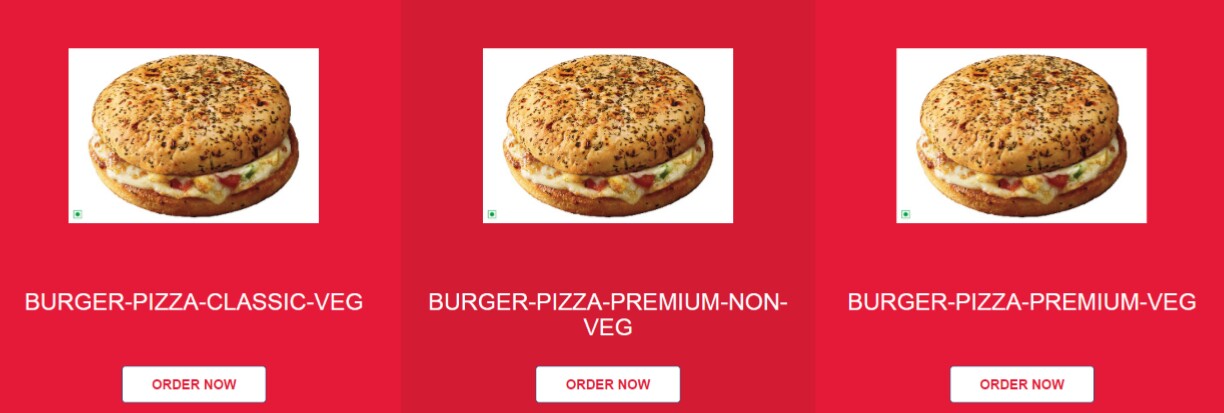 BURGER-PIZZA-CLASSIC-VEG
ORDER NOW
BURGER-PIZZA-PREMIUM-NON-
VEG
ORDER NOW
BURGER-PIZZA-PREMIUM-VEG
ORDER NOW